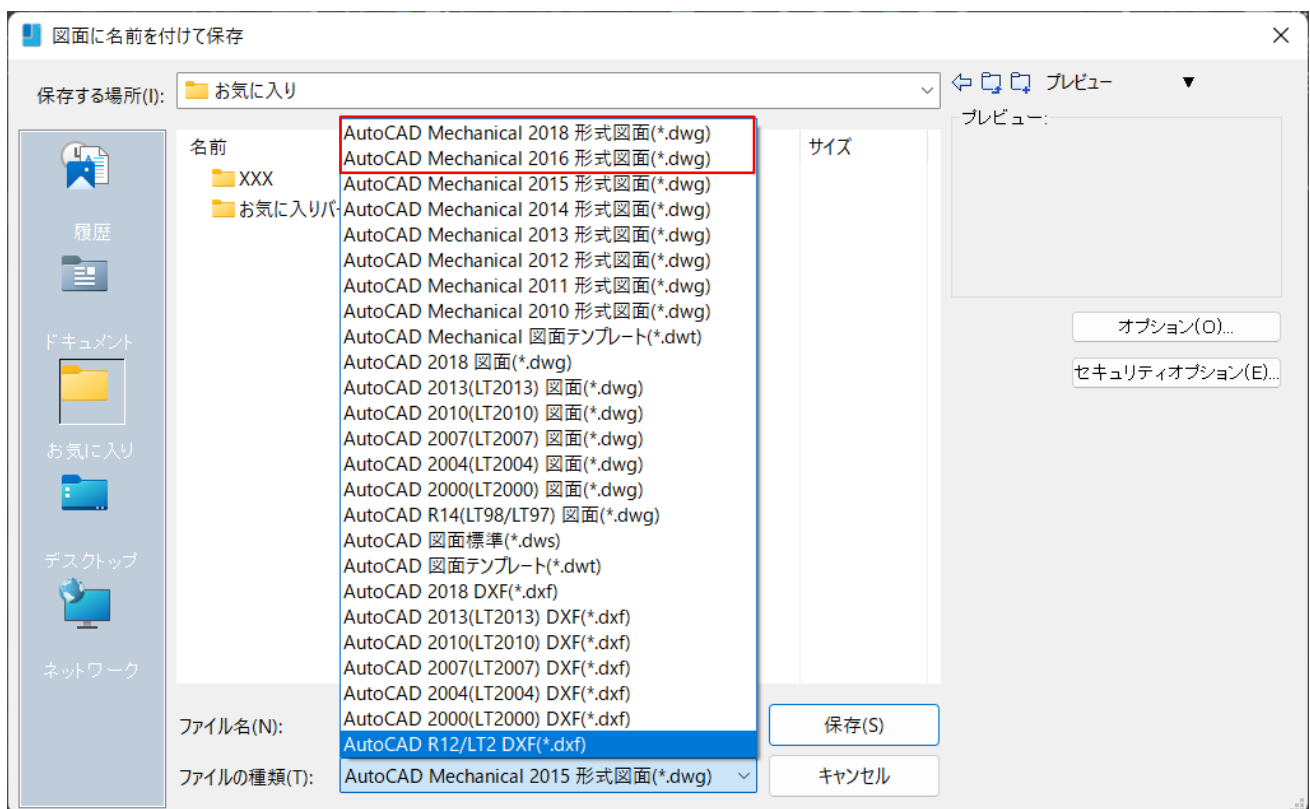 図面に名前を付けて保存
保存する場所(I):
お気に入り
プレビュー
プレビュー:
名前
サイズ
XXX
お気に入りバ
履歴
ドキュメント
お気に入り
デスクトップ
ネットワーク
AutoCAD Mechanical 2018 形式図面(*.dwg)
AutoCAD Mechanical 2016 形式図面(*.dwg)
AutoCAD Mechanical 2015 形式図面(*.dwg)
AutoCAD Mechanical 2014 形式図面(*.dwg)
AutoCAD Mechanical 2013 形式図面(*.dwg)
AutoCAD Mechanical 2012 形式図面(*.dwg)
AutoCAD Mechanical 2011 形式図面(*.dwg)
AutoCAD Mechanical 2010 形式図面(*.dwg)
AutoCAD Mechanical 図面テンプレート(*.dwt)
AutoCAD 2018 図面(*.dwg)
AutoCAD 2013(LT2013) 図面(*.dwg)
AutoCAD 2010(LT2010) 図面(*.dwg)
AutoCAD 2007(LT2007) 図面(*.dwg)
AutoCAD 2004(LT2004) 図面(*.dwg)
AutoCAD 2000(LT2000) 図面(*.dwg)
AutoCAD R14(LT98/LT97) 図面(*.dwg)
AutoCAD 図面標準(*.dws)
AutoCAD 図面テンプレート(*.dwt)
AutoCAD 2018 DXF(*.dxf)
AutoCAD 2013(LT2013) DXF(*.dxf)
AutoCAD 2010(LT2010) DXF(*.dxf)
AutoCAD 2007(LT2007) DXF(*.dxf)
AutoCAD 2004(LT2004) DXF(*.dxf)
AutoCAD 2000(LT2000) DXF(*.dxf)
AutoCAD R12/LT2 DXF(*.dxf)
オプション(O)...
セキュリティオプション(E)...
ファイル名(N):
保存(S)
ファイルの種類(T):
AutoCAD Mechanical 2015 形式図面(*.dwg)
キャンセル